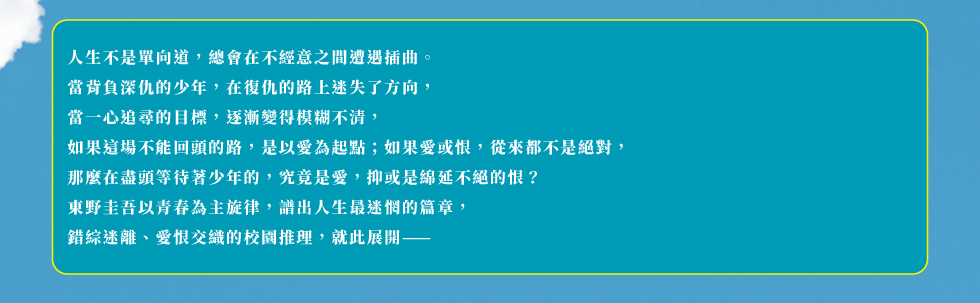 人生不是單向道，總會在不經意之間遭遇插曲。
當背負深仇的少年，在復仇的路上迷失了方向，
當一心追尋的目標，逐漸變得模糊不清，
如果這場不能回頭的路，是以愛為起點；如果愛或恨，從來都不是絕對，
那麼在盡頭等待著少年的，究竟是愛，抑或是綿延不絕的恨？
東野圭吾以青春為主旋律，譜出人生最迷惘的篇章，
錯綜迷離、愛恨交織的校園推理，就此展開──